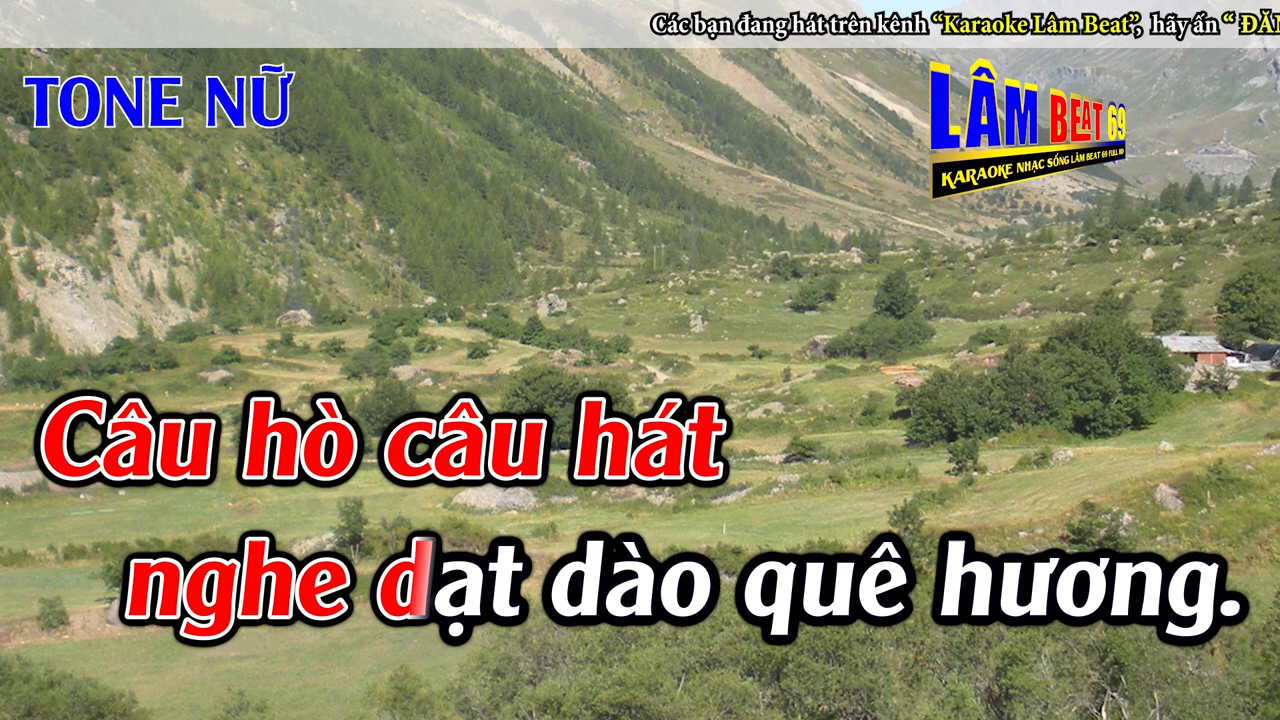 Các bạn đang hát trên kênh “Karaoke Lâm Beat”, hãy ấn “
TONE NỮ
LÂM BEAT 69
KARAOKE NHẠC SỐNG LÂM BEAT 69 FULL HD
Câu hò câu hát
nghe dạt dào quê hương.